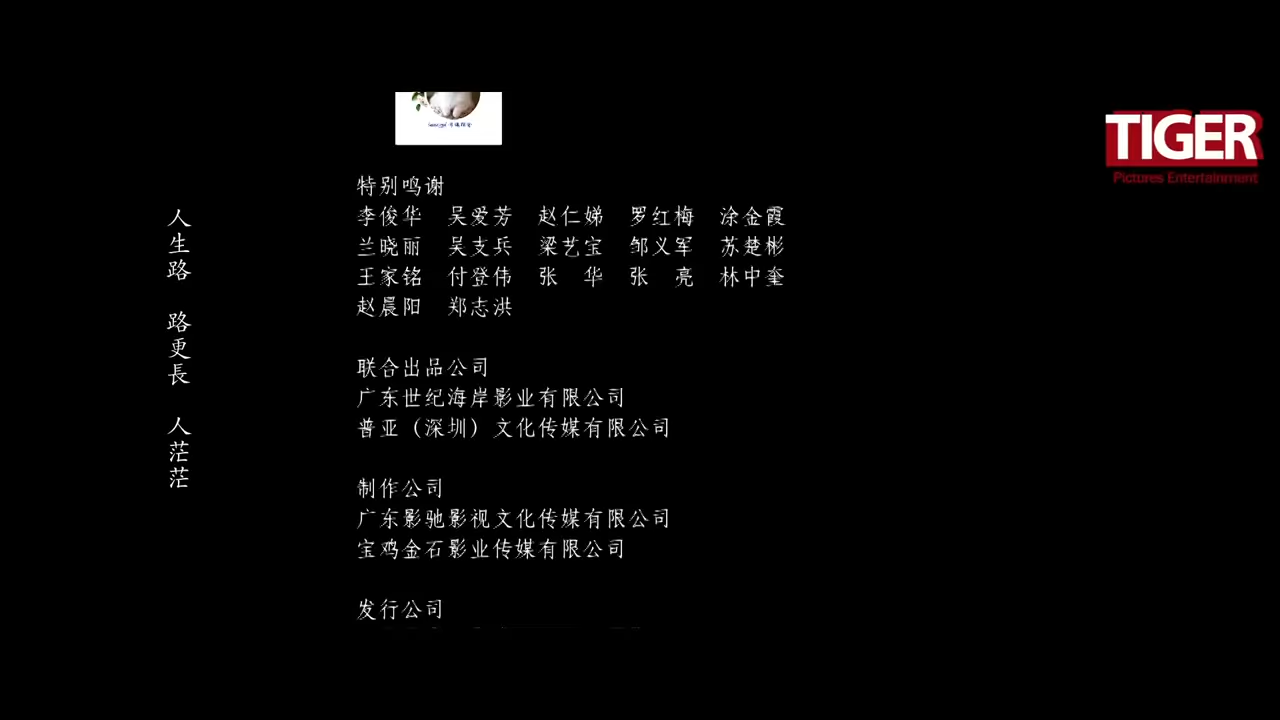 TIGER
Pictures Entertainment
人生路 路更長 人茫茫
特别鸣谢
李俊华 吴爱芳 赵仁娣 罗红梅 涂金霞
兰晓丽 吴支兵 梁艺宝 邹义军 苏楚彬
王家铭 付登伟 张 华 张 亮 林中奎
赵晨阳 郑志洪
联合出品公司
广东世纪海岸影业有限公司
普亚（深圳）文化传媒有限公司
制作公司
广东影驰影视文化传媒有限公司
宝鸡金石影业传媒有限公司
发行公司